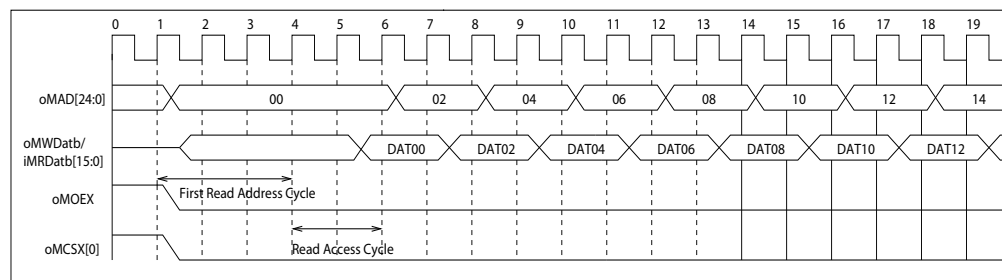 0 1 2 3 4 5 6 7 8 9 10 11 12 13 14 15 16 17 18 19
oMAD[24:0] 00 02 04 06 08 10 12 14
oMWDatb/
iMRDatb[15:0] DAT00 DAT02 DAT04 DAT06 DAT08 DAT10 DAT12
First Read Address Cycle
oMOEX
Read Access Cycle
oMCSX[0]